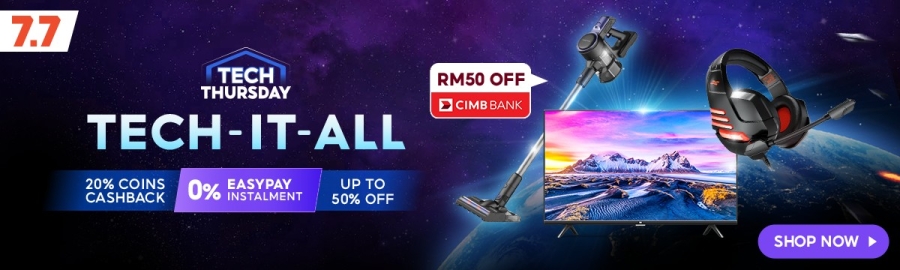 7.7
TECH
THURSDAY
TECH-IT-ALL
20% COINS
CASHBACK
0%
EASYPAY
INSTALMENT
UP TO
50% OFF
RM50 OFF
CIMB BANK
SHOP NOW